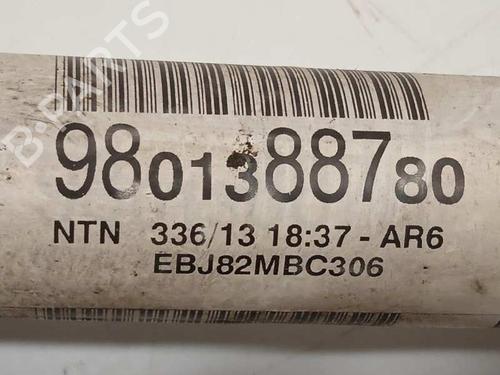 B-PARTS
9801388780
NTN 336/13 18:37 - AR6
EBJ82MBC306